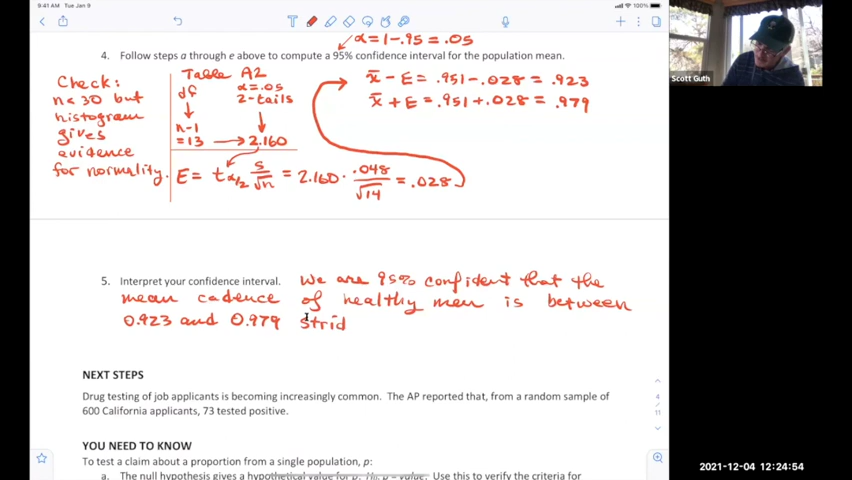 9:41 AM Tue Jan 9
100%
α = 1 - .95 = .05
4. Follow steps a through e above to compute a 95% confidence interval for the population mean.
Check:
n < 30 but
histogram
gives
evidence
for normality.
Table A2
df
α = .05
2-tails
n-1
= 13 → 2.160
x̄ - E = .951 - .028 = .923
x̄ + E = .951 + .028 = .979
E = tα/2 s/√n = 2.160 · .048/√14 = .028
5. Interpret your confidence interval. We are 95% confident that the
mean cadence of healthy men is between
0.923 and 0.979 strid
NEXT STEPS
Drug testing of job applicants is becoming increasingly common. The AP reported that, from a random sample of
600 California applicants, 73 tested positive.
YOU NEED TO KNOW
To test a claim about a proportion from a single population, p:
a. The null hypothesis gives a hypothetical value for p: H₀: p = value. Use this to verify the criteria for
4
11
Scott Guth
2021-12-04 12:24:54